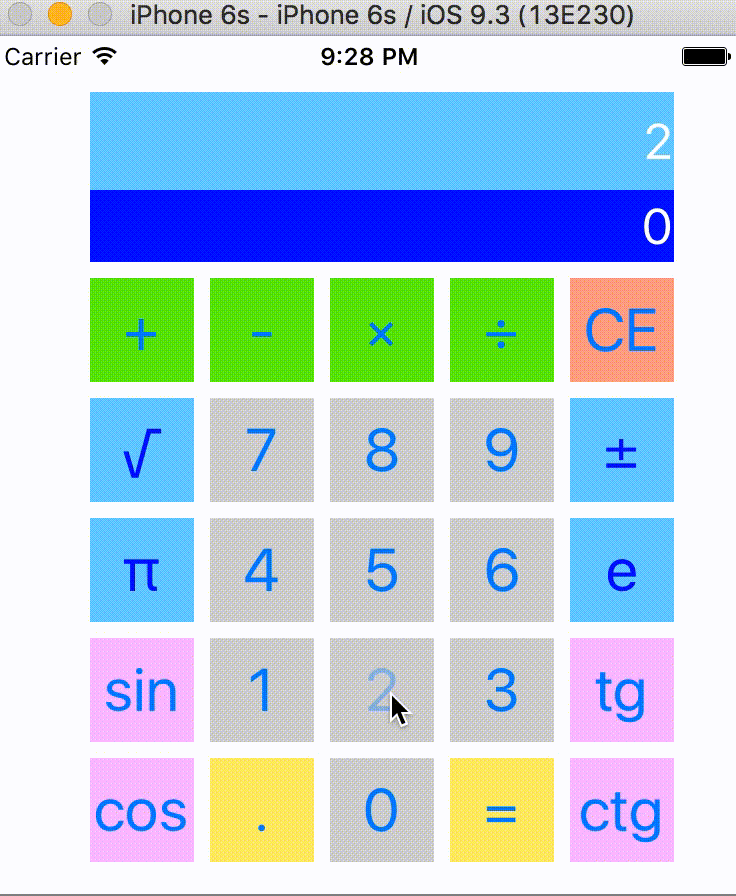 iPhone 6s - iPhone 6s / iOS 9.3 (13E230)
Carrier 9:28 PM
2
0
+ - × ÷ CE
√ 7 8 9 ±
π 4 5 6 e
sin 1 2 3 tg
cos . 0 = ctg